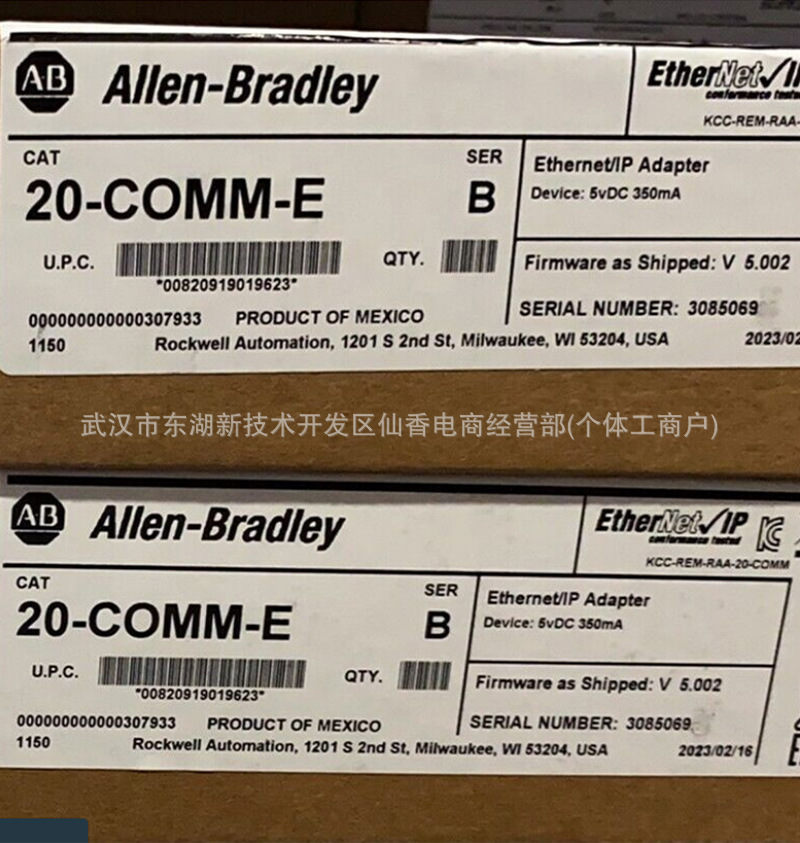 AB Allen-Bradley EtherNet/IP
conformance tested
KCC-REM-RAA-
CAT
20-COMM-E
SER
B
Ethernet/IP Adapter
Device: 5vDC 350mA
U.P.C.
*00820919019623*
QTY.
Firmware as Shipped: V 5.002
SERIAL NUMBER: 3085069
000000000000307933 PRODUCT OF MEXICO
1150 Rockwell Automation, 1201 S 2nd St, Milwaukee, WI 53204, USA 2023/02
武汉市东湖新技术开发区仙香电商经营部(个体工商户)
AB Allen-Bradley EtherNet/IP
conformance tested
KCC-REM-RAA-20-COMM
CAT
20-COMM-E
SER
B
Ethernet/IP Adapter
Device: 5vDC 350mA
U.P.C.
*00820919019623*
QTY.
Firmware as Shipped: V 5.002
SERIAL NUMBER: 3085069
000000000000307933 PRODUCT OF MEXICO
1150 Rockwell Automation, 1201 S 2nd St, Milwaukee, WI 53204, USA 2023/02/16